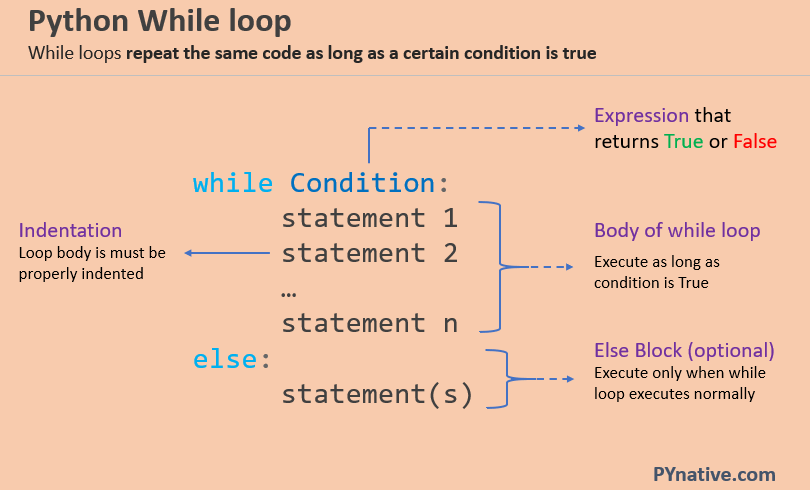 Python While loop
While loops repeat the same code as long as a certain condition is true
Expression that
returns True or False
while Condition:
statement 1
statement 2
…
statement n
Indentation
Loop body is must be
properly indented
Body of while loop
Execute as long as
condition is True
else:
statement(s)
Else Block (optional)
Execute only when while
loop executes normally
PYnative.com